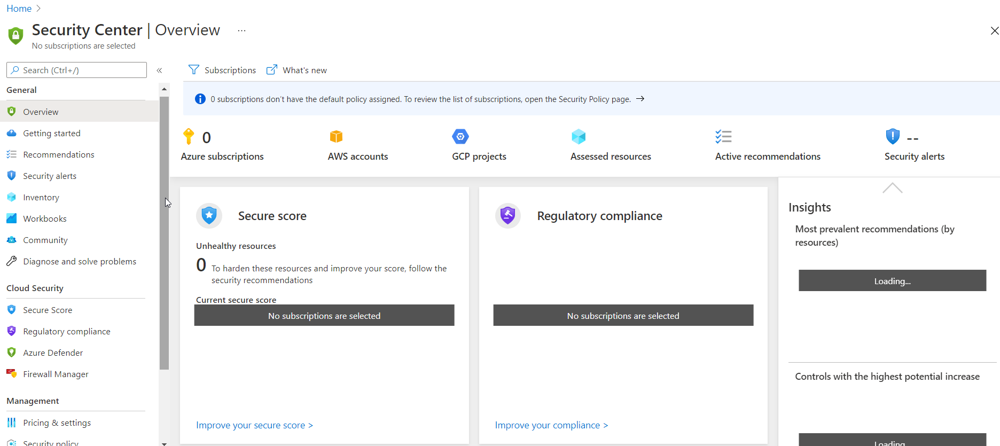 Home
Security Center | Overview ...
No subscriptions are selected
Search (Ctrl+/)
General
Overview
Getting started
Recommendations
Security alerts
Inventory
Workbooks
Community
Diagnose and solve problems
Cloud Security
Secure Score
Regulatory compliance
Azure Defender
Firewall Manager
Management
Pricing & settings
Security policy
Subscriptions
What's new
0 subscriptions don't have the default policy assigned. To review the list of subscriptions, open the Security Policy page. →
0
Azure subscriptions
AWS accounts
GCP projects
Assessed resources
Active recommendations
--
Security alerts
Secure score
Unhealthy resources
0 To harden these resources and improve your score, follow the
security recommendations
Current secure score
No subscriptions are selected
Improve your secure score >
Regulatory compliance
No subscriptions are selected
Improve your compliance >
Insights
Most prevalent recommendations (by
resources)
Loading...
Controls with the highest potential increase
Loading